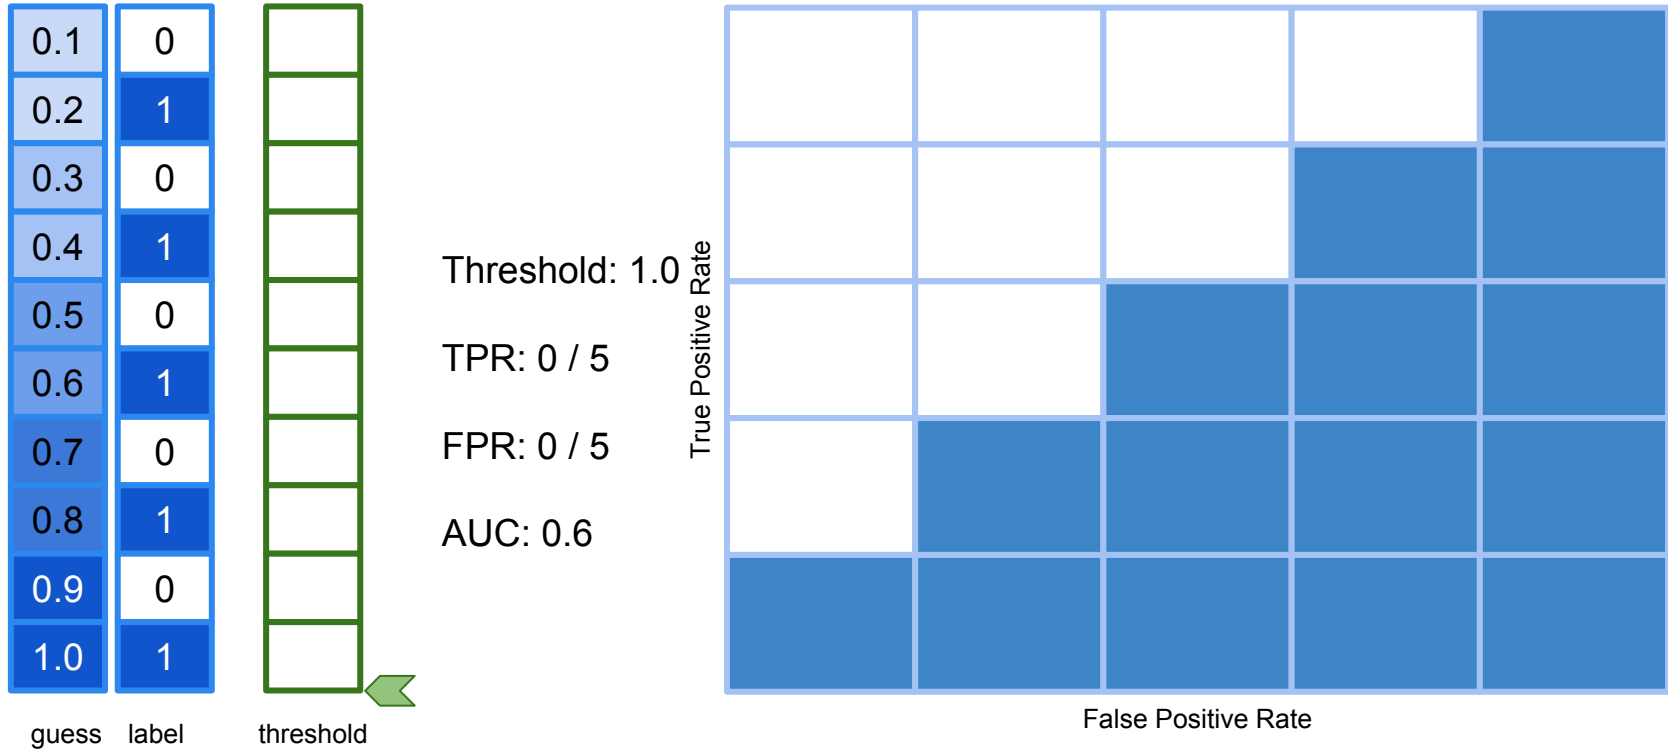 0.1 0
0.2 1
0.3 0
0.4 1
0.5 0
0.6 1
0.7 0
0.8 1
0.9 0
1.0 1
guess label threshold
Threshold: 1.0
TPR: 0 / 5
FPR: 0 / 5
AUC: 0.6
True Positive Rate
False Positive Rate